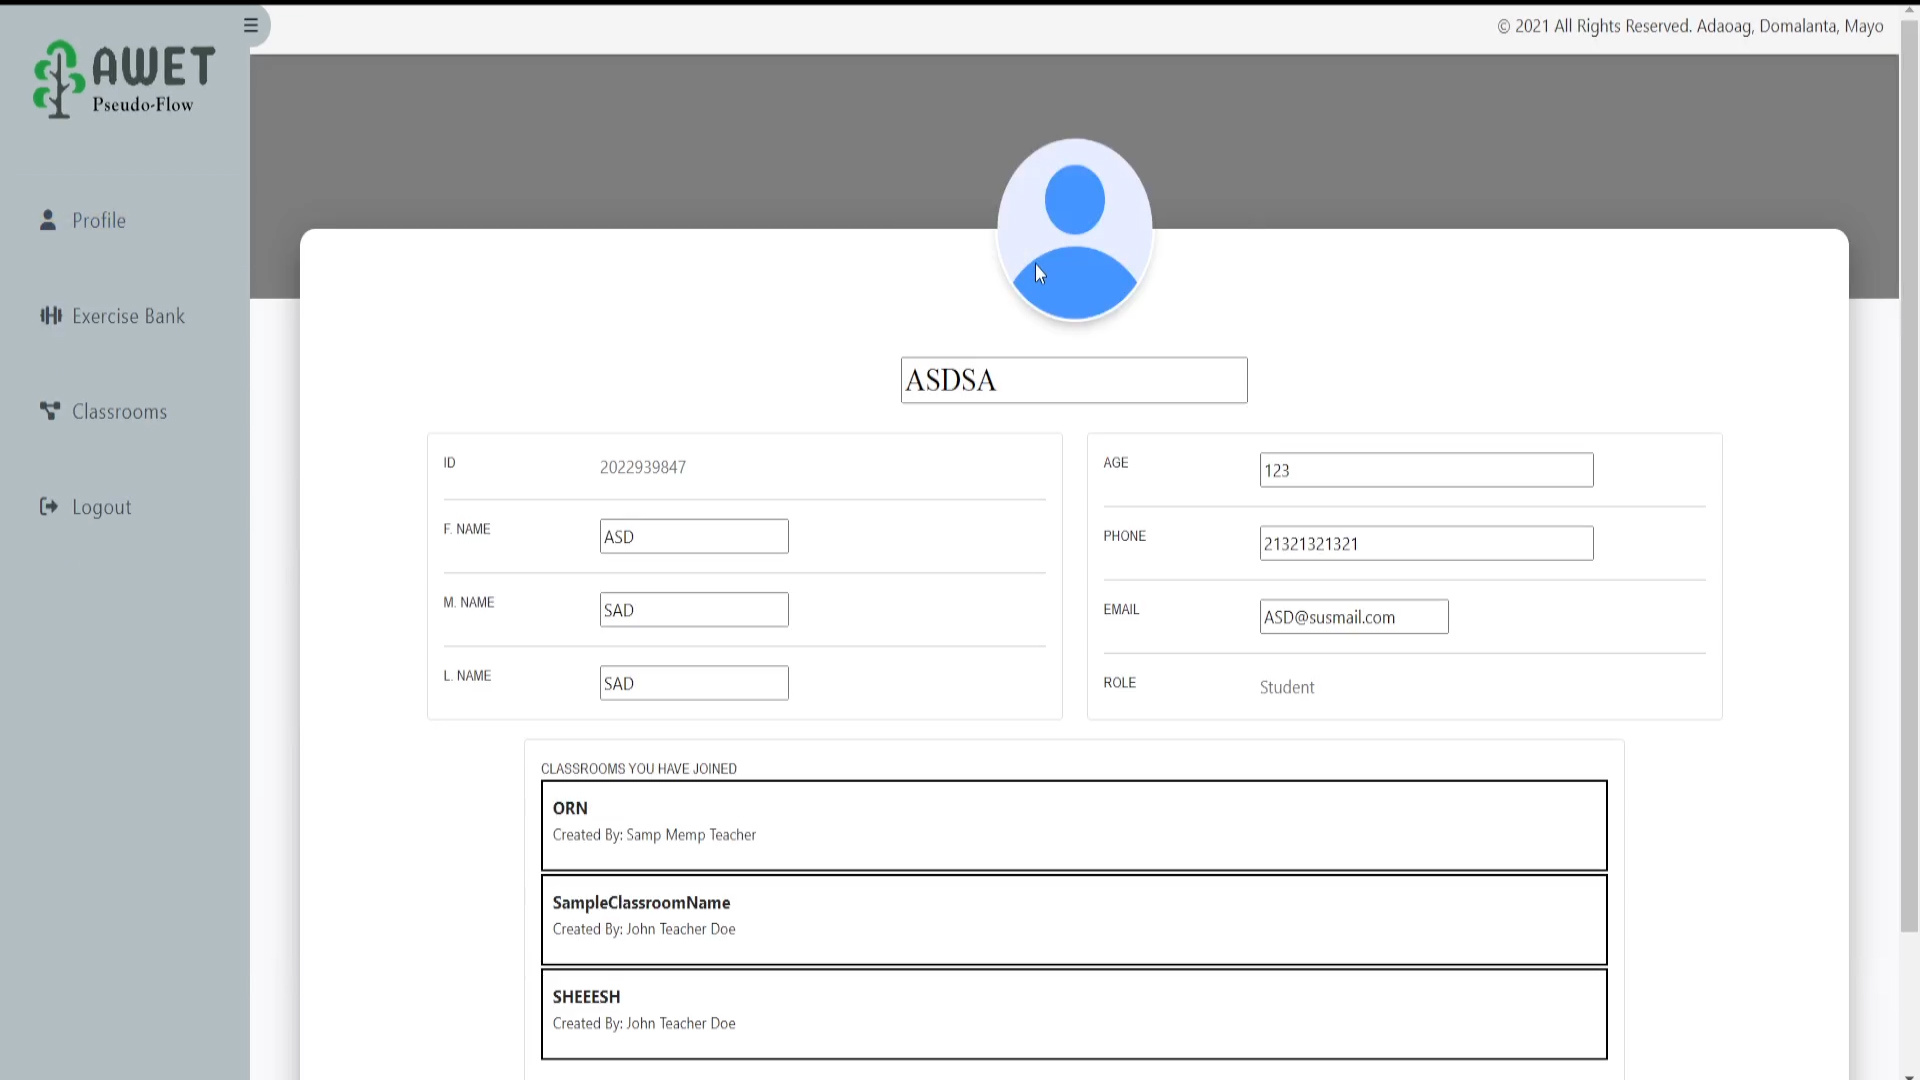 © 2021 All Rights Reserved. Adaoag, Domalanta, Mayo
AWET
Pseudo-Flow
Profile
Exercise Bank
Classrooms
Logout
ASDSA
ID 2022939847
F. NAME ASD
M. NAME SAD
L. NAME SAD
AGE 123
PHONE 21321321321
EMAIL ASD@susmail.com
ROLE Student
CLASSROOMS YOU HAVE JOINED
ORN
Created By: Samp Memp Teacher
SampleClassroomName
Created By: John Teacher Doe
SHEEESH
Created By: John Teacher Doe